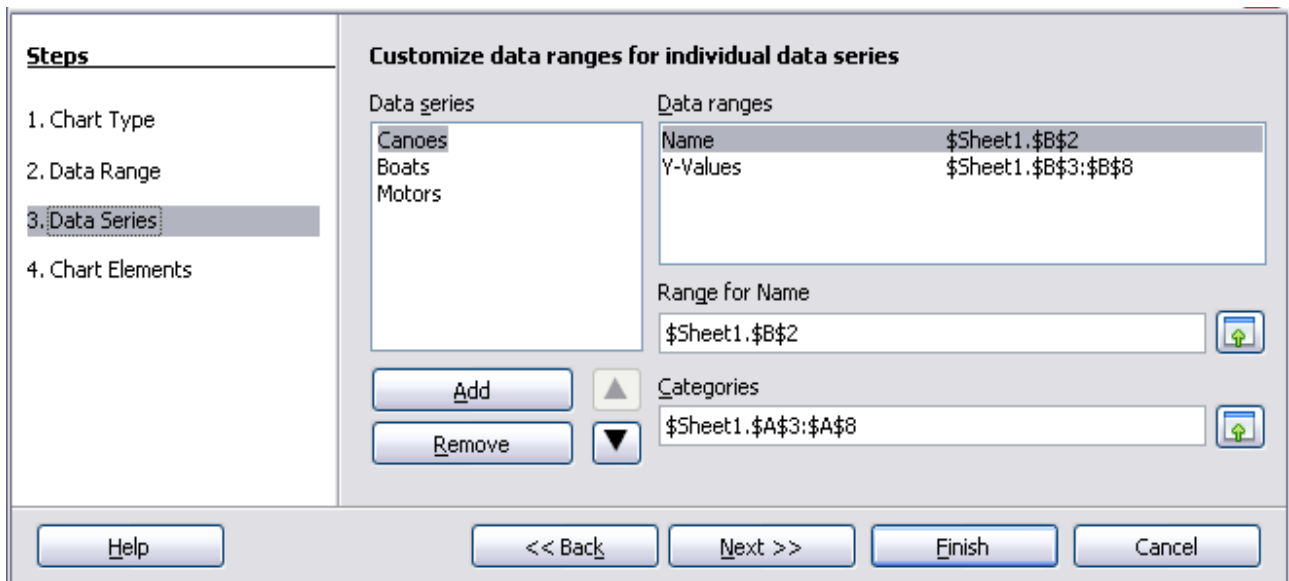 Steps
1. Chart Type
2. Data Range
3. Data Series
4. Chart Elements
Customize data ranges for individual data series
Data series
Canoes
Boats
Motors
Add
Remove
Data ranges
Name $Sheet1.$B$2
Y-Values $Sheet1.$B$3:$B$8
Range for Name
$Sheet1.$B$2
Categories
$Sheet1.$A$3:$A$8
Help
<< Back
Next >>
Finish
Cancel